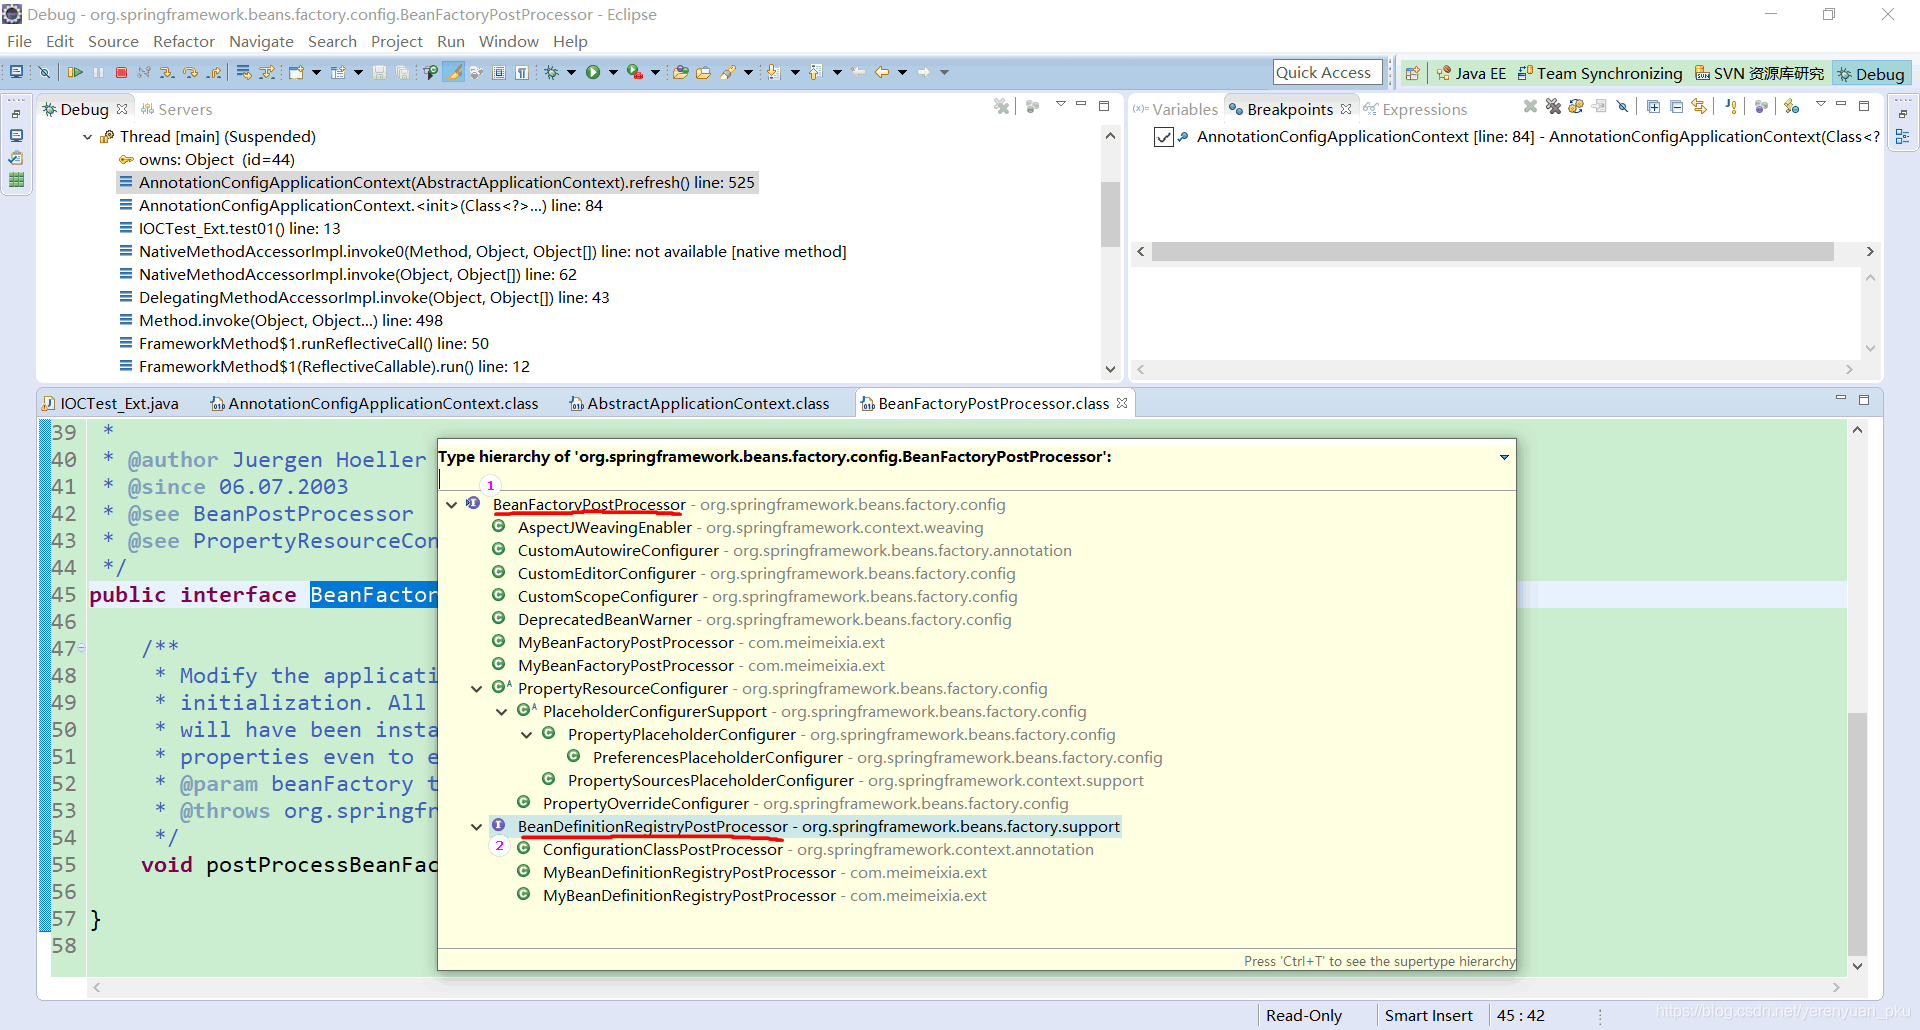 Debug - org.springframework.beans.factory.config.BeanFactoryPostProcessor - Eclipse
File Edit Source Refactor Navigate Search Project Run Window Help
Quick Access
Java EE
Team Synchronizing
SVN 资源库研究
Debug
Debug
Servers
Thread [main] (Suspended)
owns: Object (id=44)
AnnotationConfigApplicationContext(AbstractApplicationContext).refresh() line: 525
AnnotationConfigApplicationContext.<init>(Class<?>...) line: 84
IOCTest_Ext.test01() line: 13
NativeMethodAccessorImpl.invoke0(Method, Object, Object[]) line: not available [native method]
NativeMethodAccessorImpl.invoke(Object, Object[]) line: 62
DelegatingMethodAccessorImpl.invoke(Object, Object[]) line: 43
Method.invoke(Object, Object...) line: 498
FrameworkMethod$1.runReflectiveCall() line: 50
FrameworkMethod$1(ReflectiveCallable).run() line: 12
(x)= Variables
Breakpoints
Expressions
AnnotationConfigApplicationContext [line: 84] - AnnotationConfigApplicationContext(Class<?
IOCTest_Ext.java
AnnotationConfigApplicationContext.class
AbstractApplicationContext.class
BeanFactoryPostProcessor.class
39 *
40 * @author Juergen Hoeller
41 * @since 06.07.2003
42 * @see BeanPostProcessor
43 * @see PropertyResourceCon
44 */
45 public interface BeanFactor
46
47 /**
48 * Modify the applicati
49 * initialization. All
50 * will have been insta
51 * properties even to e
52 * @param beanFactory t
53 * @throws org.springfr
54 */
55 void postProcessBeanFac
56
57 }
58
Type hierarchy of 'org.springframework.beans.factory.config.BeanFactoryPostProcessor':
1
BeanFactoryPostProcessor - org.springframework.beans.factory.config
AspectJWeavingEnabler - org.springframework.context.weaving
CustomAutowireConfigurer - org.springframework.beans.factory.annotation
CustomEditorConfigurer - org.springframework.beans.factory.config
CustomScopeConfigurer - org.springframework.beans.factory.config
DeprecatedBeanWarner - org.springframework.beans.factory.config
MyBeanFactoryPostProcessor - com.meimeixia.ext
MyBeanFactoryPostProcessor - com.meimeixia.ext
PropertyResourceConfigurer - org.springframework.beans.factory.config
PlaceholderConfigurerSupport - org.springframework.beans.factory.config
PropertyPlaceholderConfigurer - org.springframework.beans.factory.config
PreferencesPlaceholderConfigurer - org.springframework.beans.factory.config
PropertySourcesPlaceholderConfigurer - org.springframework.context.support
PropertyOverrideConfigurer - org.springframework.beans.factory.config
BeanDefinitionRegistryPostProcessor - org.springframework.beans.factory.support
2
ConfigurationClassPostProcessor - org.springframework.context.annotation
MyBeanDefinitionRegistryPostProcessor - com.meimeixia.ext
MyBeanDefinitionRegistryPostProcessor - com.meimeixia.ext
Press 'Ctrl+T' to see the supertype hierarchy
Read-Only
Smart Insert
45 : 42
https://blog.csdn.net/yerenyuan_pku